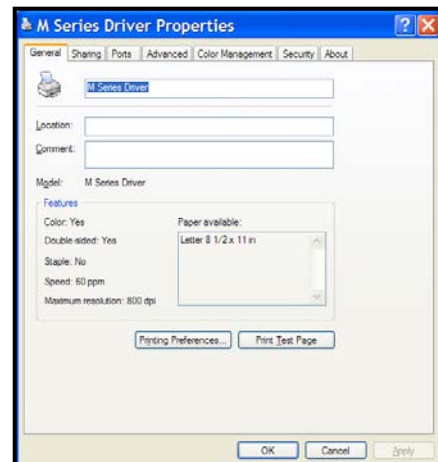 M Series Driver Properties
General Sharing Ports Advanced Color Management Security About
M Series Driver
Location:
Comment:
Model: M Series Driver
Features
Color: Yes
Double-sided: Yes
Staple: No
Speed: 60 ppm
Maximum resolution: 800 dpi
Paper available:
Letter 8 1/2 x 11 in
Printing Preferences... Print Test Page
OK Cancel Apply